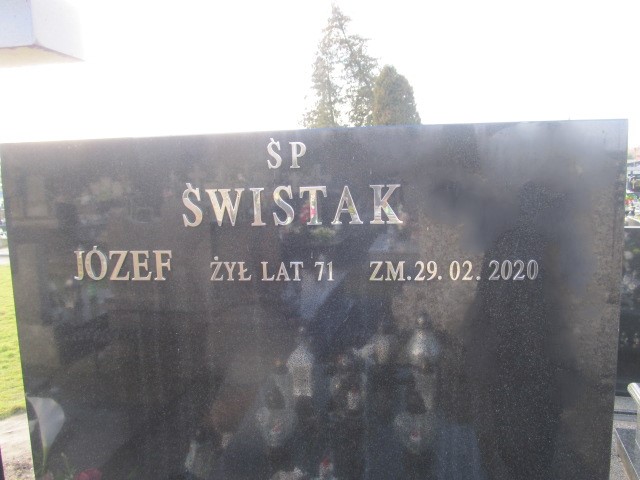 ŚP
ŚWISTAK
JÓZEF ŻYŁ LAT 71 ZM.29. 02. 2020